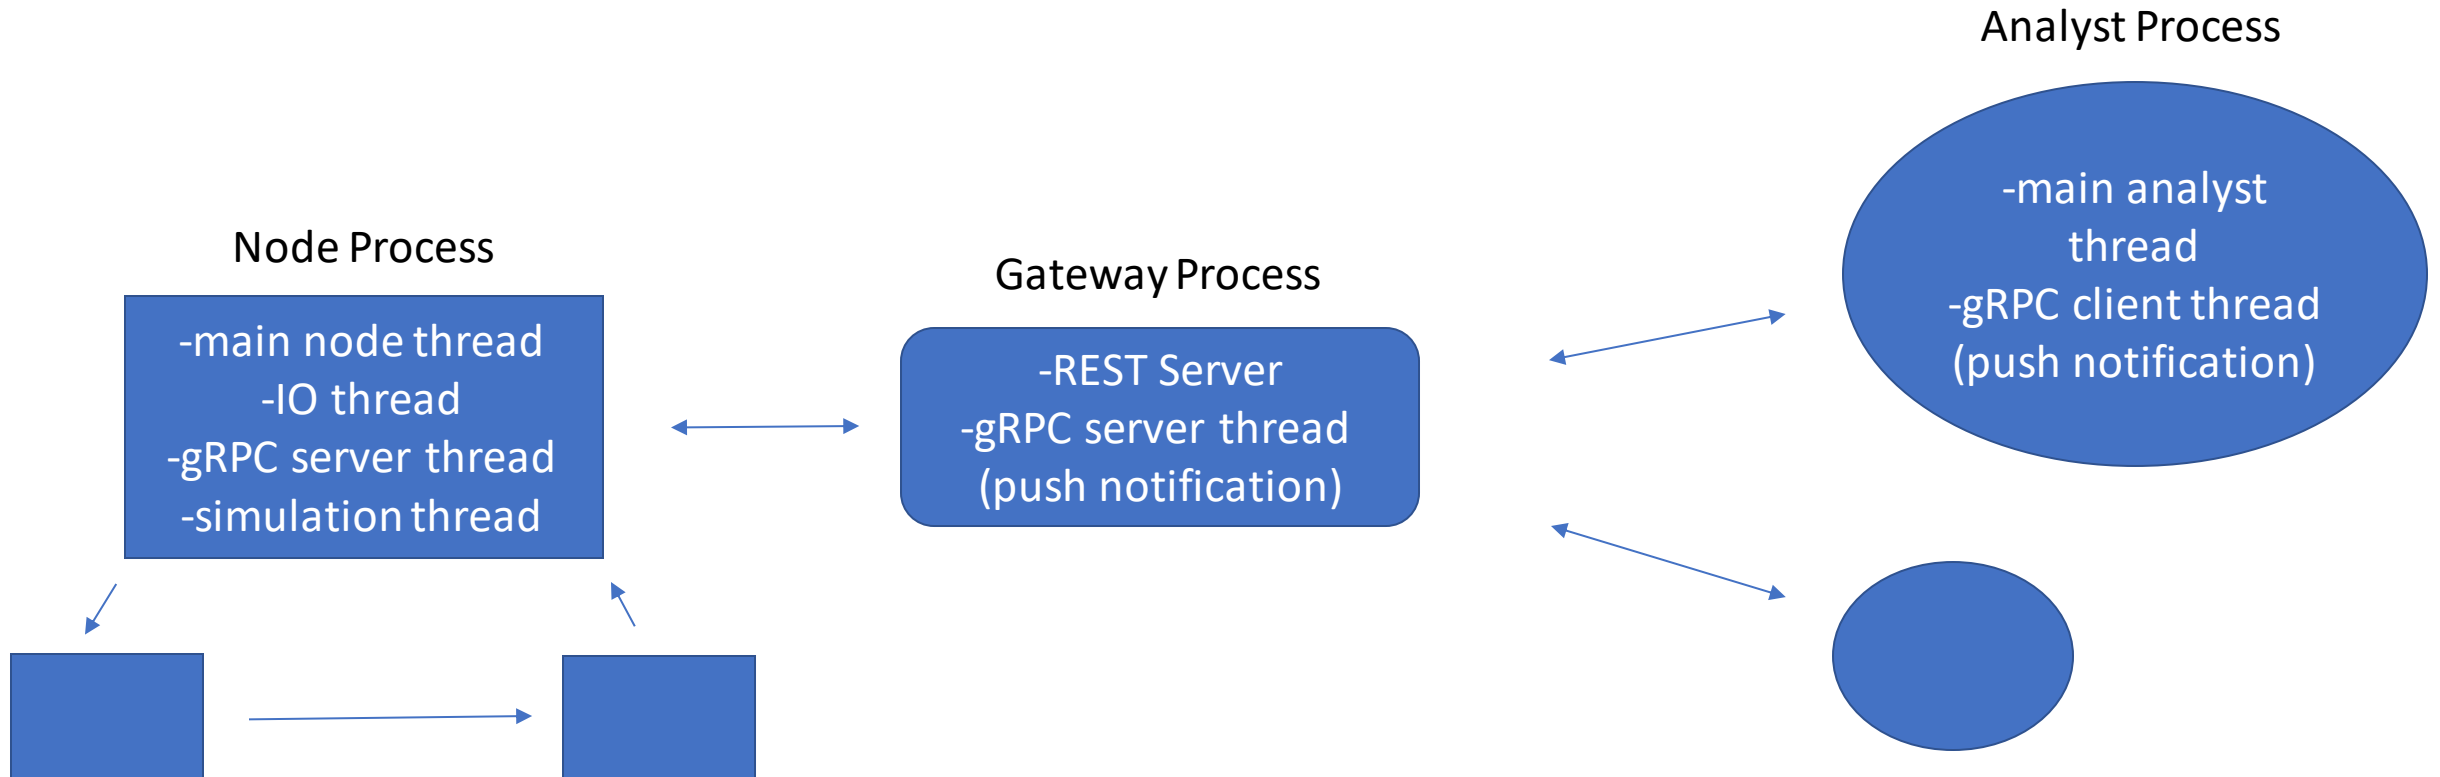 Analyst Process
-main analyst
thread
-gRPC client thread
(push notification)
Node Process
-main node thread
-IO thread
-gRPC server thread
-simulation thread
Gateway Process
-REST Server
-gRPC server thread
(push notification)